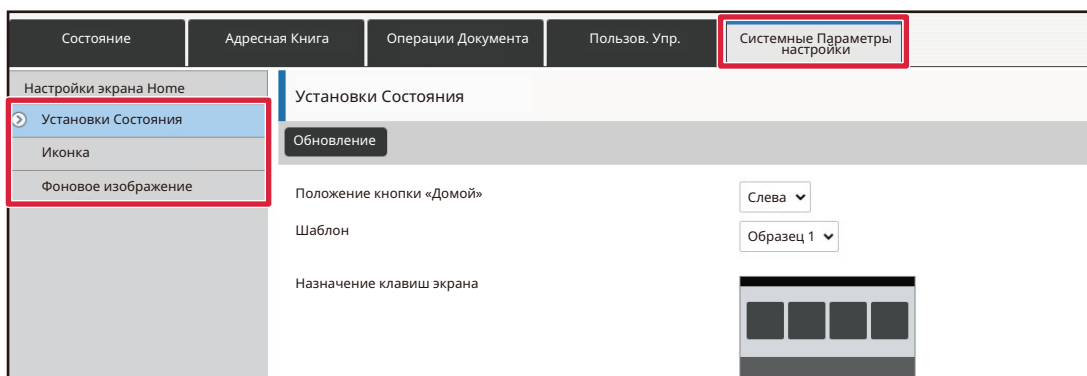 Состояние
Адресная Книга
Операции Документа
Пользов. Упр.
Системные Параметры
настройки
Настройки экрана Home
Установки Состояния
Иконка
Фоновое изображение
Установки Состояния
Обновление
Положение кнопки «Домой»
Слева
Шаблон
Образец 1
Назначение клавиш экрана